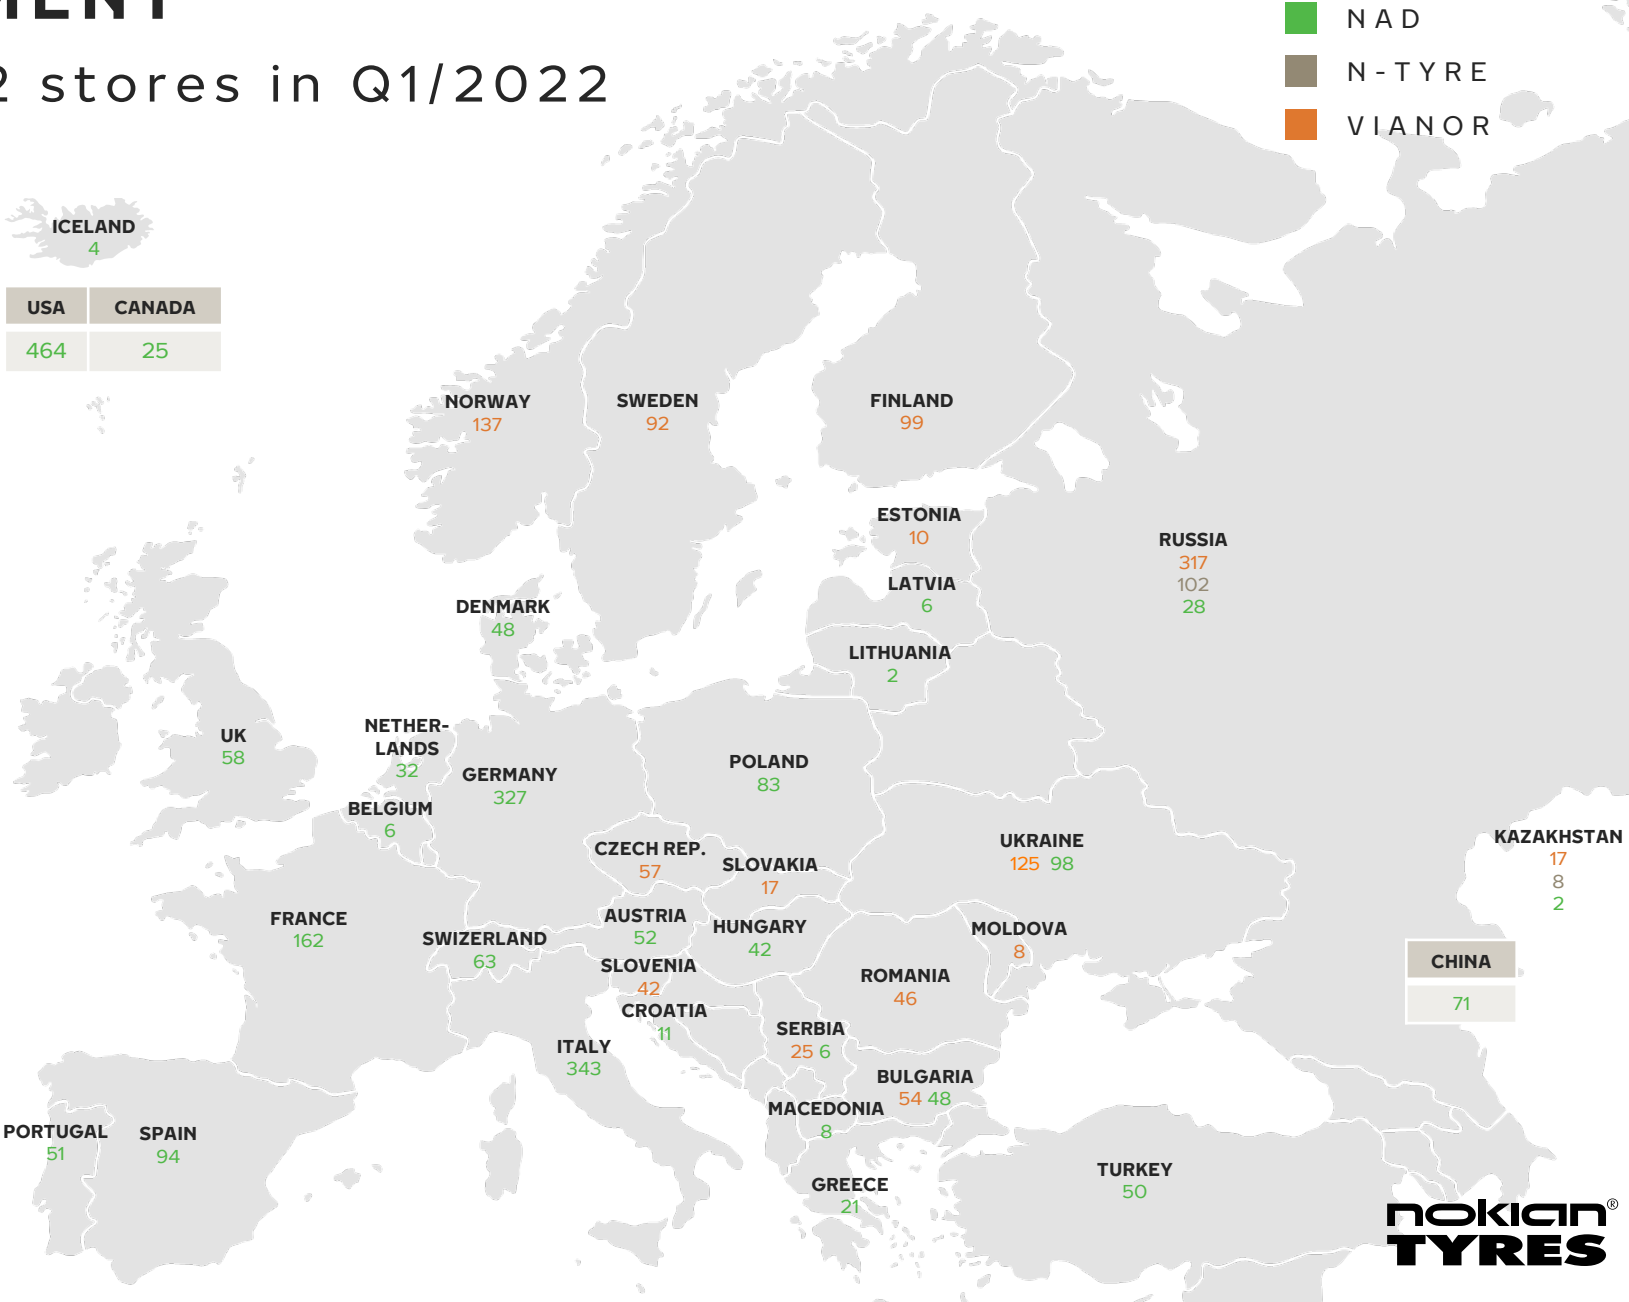 2 stores in Q1/2022
NAD
N-TYRE
VIANOR
ICELAND
4
USA CANADA
464 25
NORWAY
137
SWEDEN
92
FINLAND
99
ESTONIA
10
RUSSIA
317
102
28
LATVIA
6
DENMARK
48
LITHUANIA
2
UK
58
NETHER-
LANDS
32
GERMANY
327
POLAND
83
BELGIUM
6
CZECH REP.
57
SLOVAKIA
17
UKRAINE
125 98
KAZAKHSTAN
17
8
2
FRANCE
162
SWIZERLAND
63
AUSTRIA
52
HUNGARY
42
MOLDOVA
8
SLOVENIA
42
ROMANIA
46
CHINA
71
CROATIA
11
SERBIA
25 6
ITALY
343
BULGARIA
54 48
MACEDONIA
8
PORTUGAL
51
SPAIN
94
GREECE
21
TURKEY
50
nokian®
TYRES